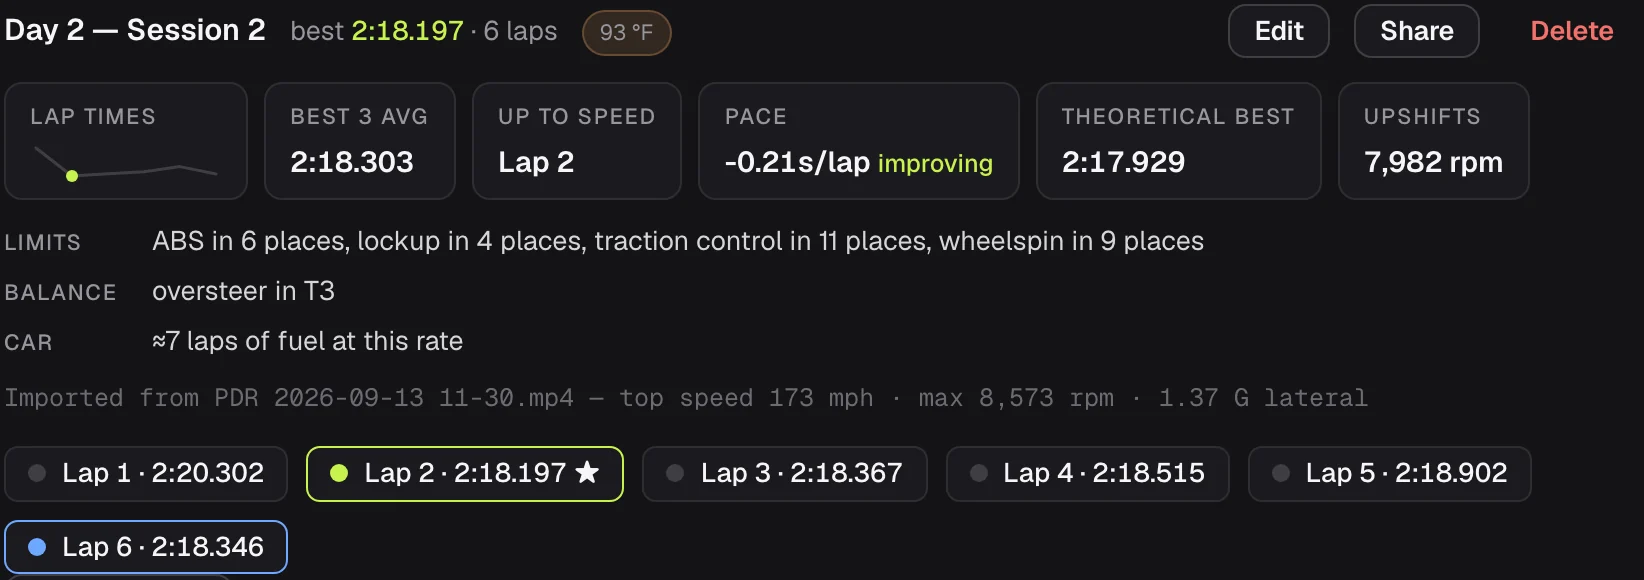 Day 2 — Session 2 best 2:18.197 · 6 laps 93 °F Edit Share Delete
LAP TIMES BEST 3 AVG UP TO SPEED PACE THEORETICAL BEST UPSHIFTS
2:18.303 Lap 2 -0.21s/lap improving 2:17.929 7,982 rpm
LIMITS ABS in 6 places, lockup in 4 places, traction control in 11 places, wheelspin in 9 places
BALANCE oversteer in T3
CAR ≈7 laps of fuel at this rate
Imported from PDR 2026-09-13 11-30.mp4 — top speed 173 mph · max 8,573 rpm · 1.37 G lateral
Lap 1 · 2:20.302 Lap 2 · 2:18.197 ★ Lap 3 · 2:18.367 Lap 4 · 2:18.515 Lap 5 · 2:18.902
Lap 6 · 2:18.346